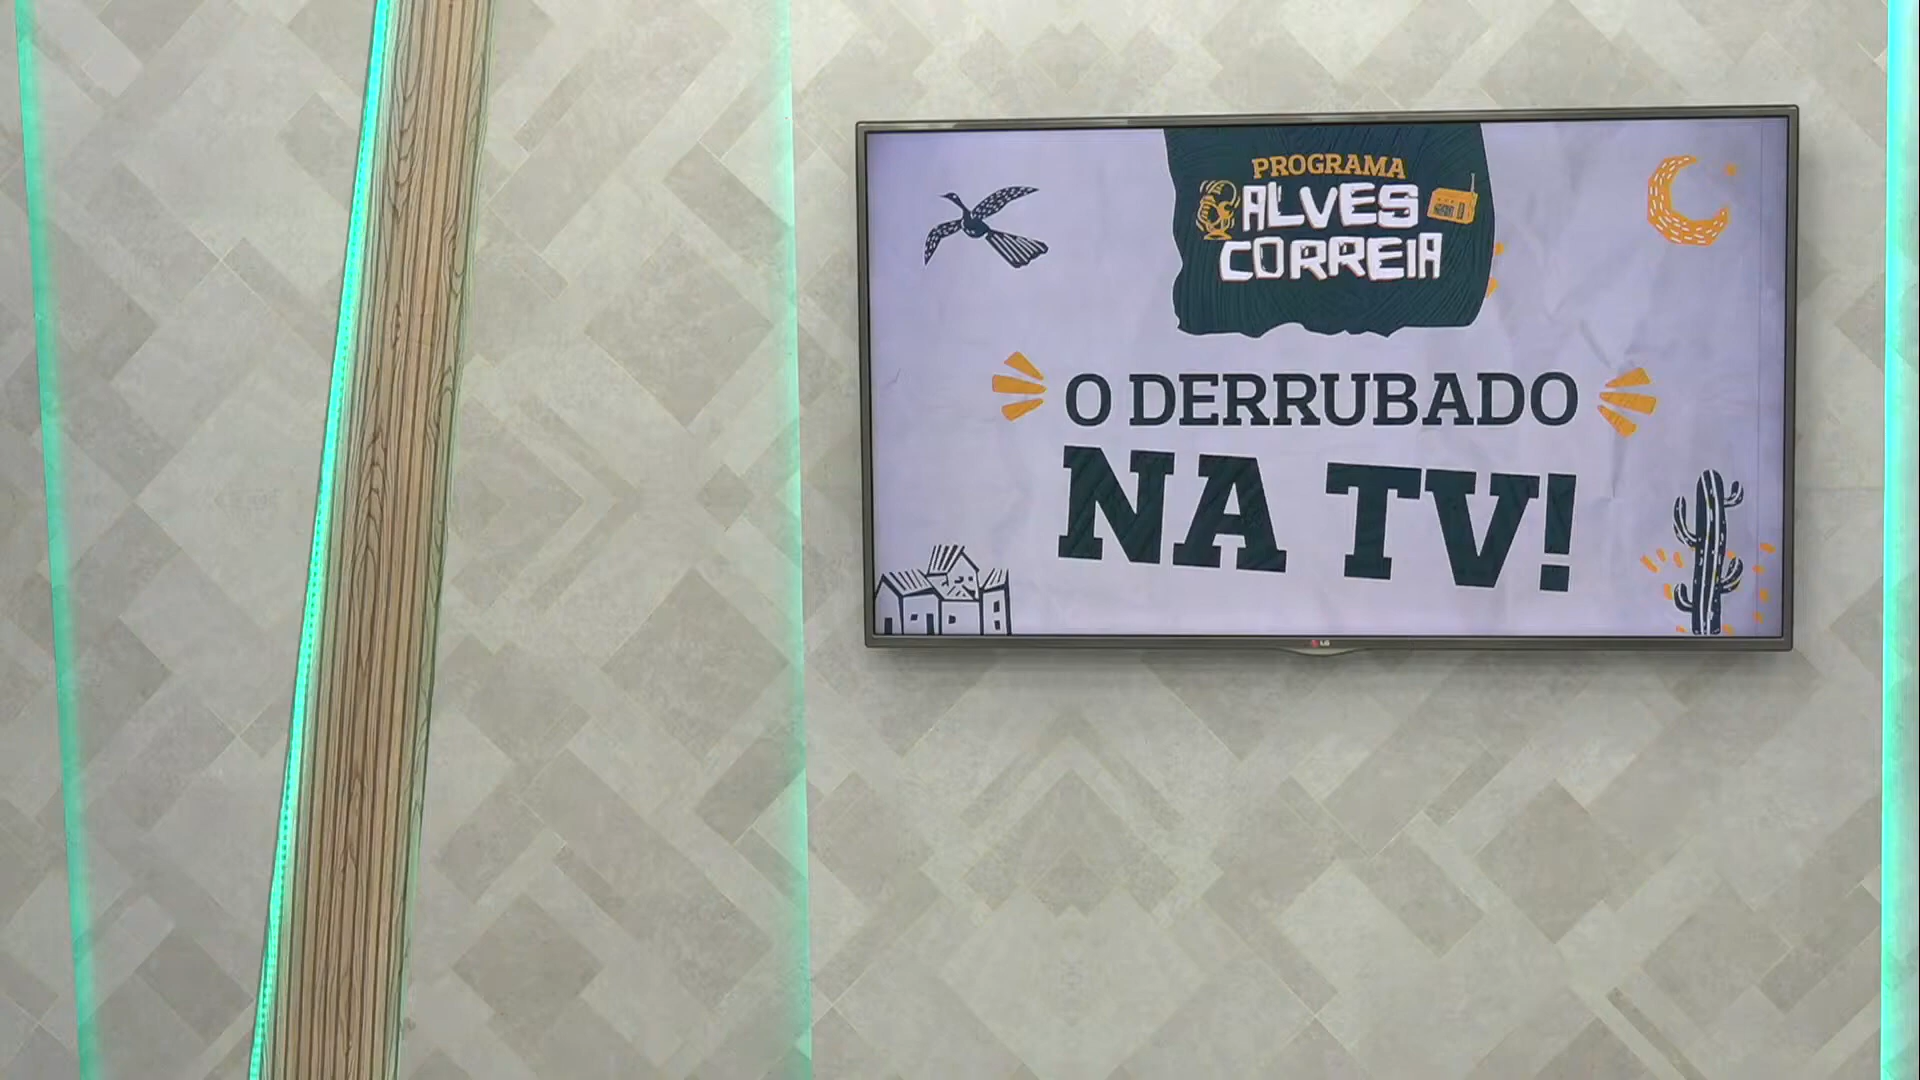 PROGRAMA
ALVES
CORREIA
O DERRUBADO
NA TV!
LG